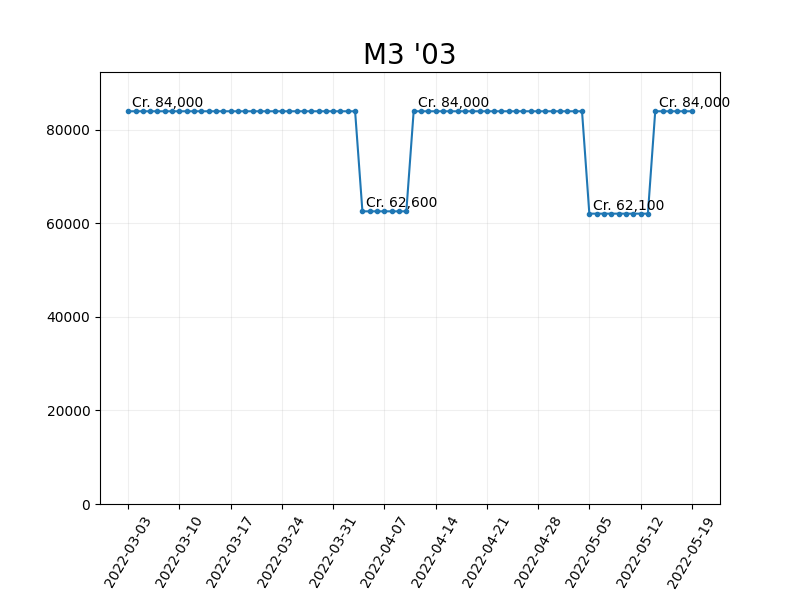 M3 '03
Cr. 84,000
Cr. 84,000
Cr. 84,000
Cr. 62,600
Cr. 62,100
80000
60000
40000
20000
0
2022-03-03
2022-03-10
2022-03-17
2022-03-24
2022-03-31
2022-04-07
2022-04-14
2022-04-21
2022-04-28
2022-05-05
2022-05-12
2022-05-19